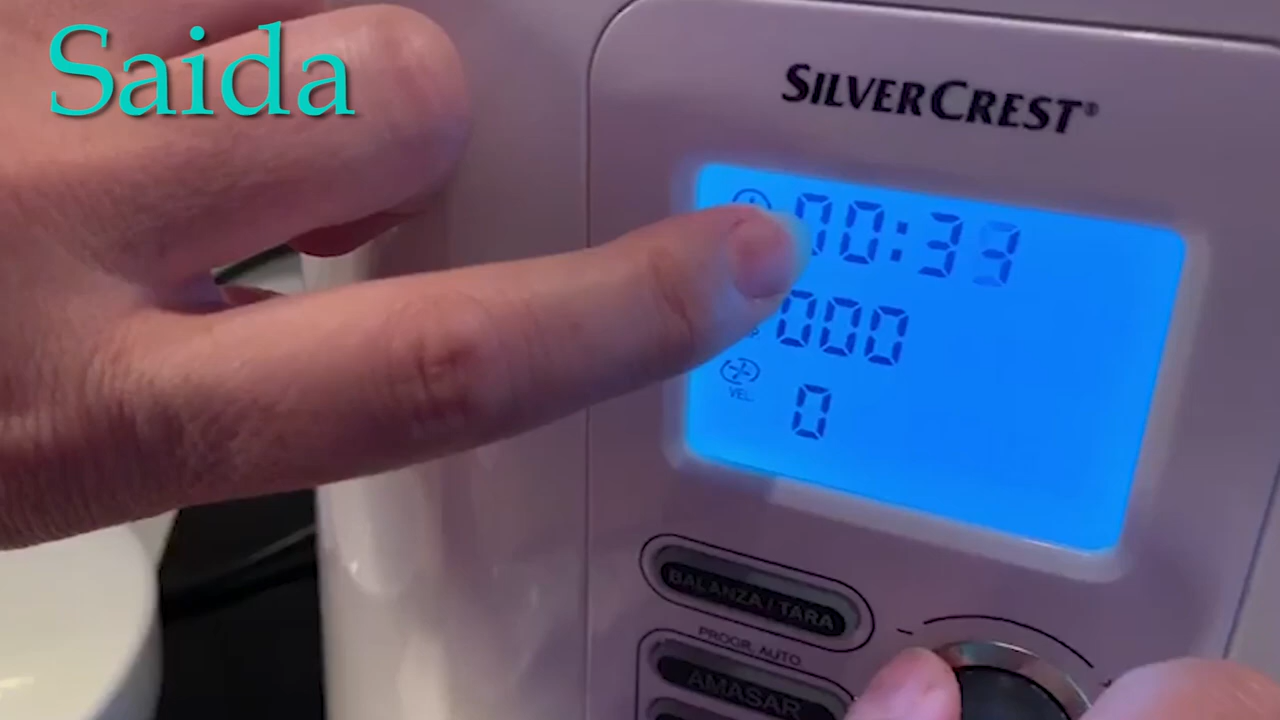 Saida
SILVERCREST®
00:33
000
VEL.
0
BALANZA / TARA
PROGR. AUTO
AMASAR